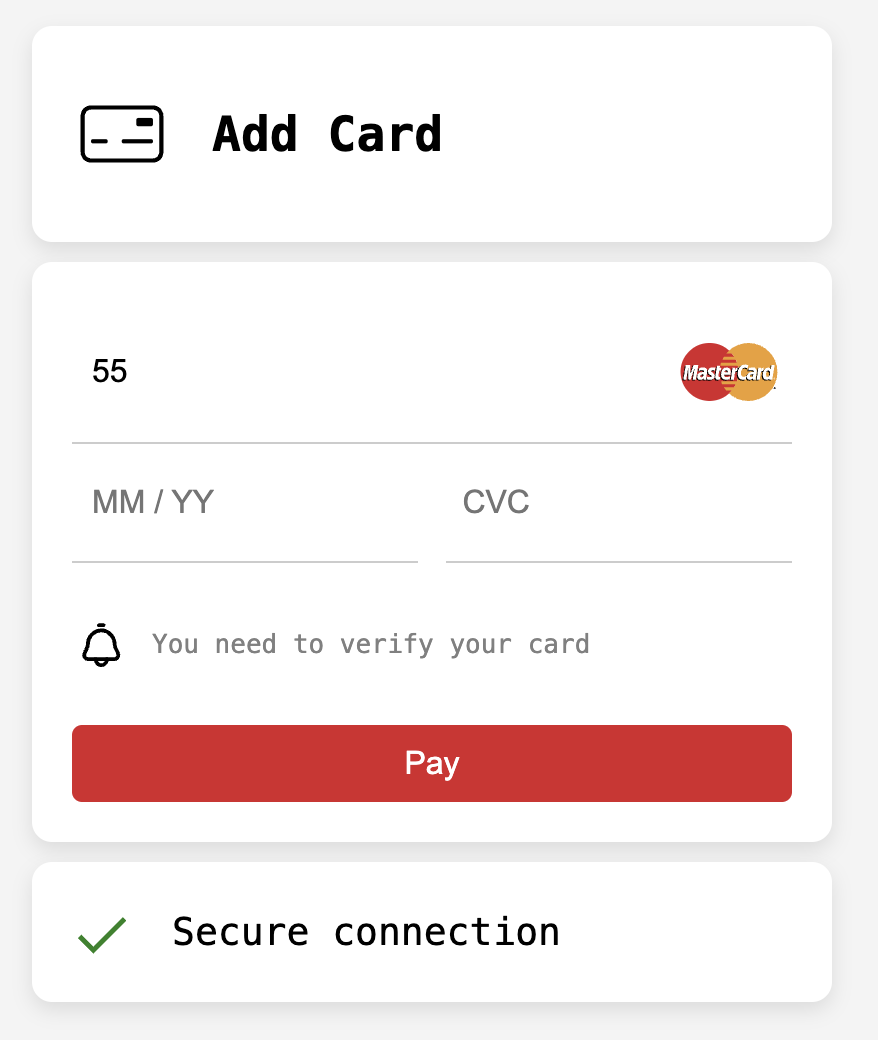 Add Card
55
MasterCard
MM / YY
CVC
You need to verify your card
Pay
Secure connection